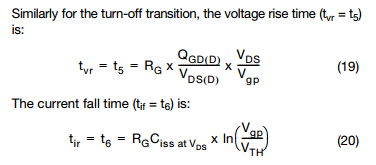 Similarly for the turn-off transition, the voltage rise time (tvr = t5)
is:
tvr = t5 = RG x QGD(D)/VDS(D) x VDS/Vgp (19)
The current fall time (tif = t6) is:
tir = t6 = RGCiss at VDS x ln(Vgp/VTH) (20)